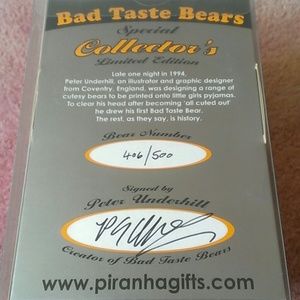 Bad Taste Bears
Special
Collector's
Limited Edition
Late one night in 1994,
Peter Underhill, an illustrator and graphic designer
from Coventry, England, was designing a range of
cutesy bears to be printed onto little girls pyjamas.
To clear his head after becoming 'all cuted out'
he drew his first Bad Taste Bear.
The rest, as they say, is history.
Bear Number
406/500
Signed by
Peter Underhill
Creator of Bad Taste Bears
www.piranhagifts.com